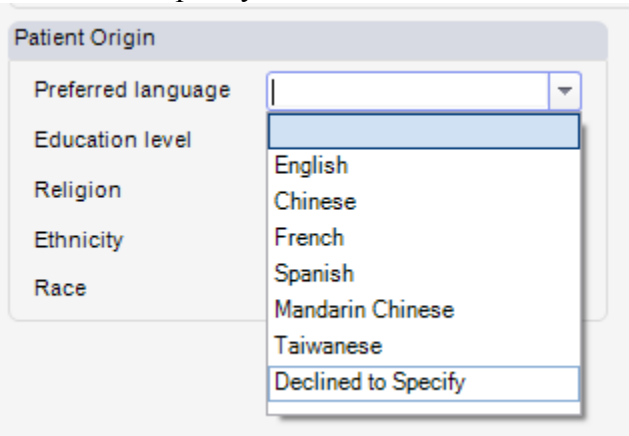 Patient Origin
Preferred language
English
Education level
Chinese
Religion
French
Ethnicity
Spanish
Race
Mandarin Chinese
Taiwanese
Declined to Specify